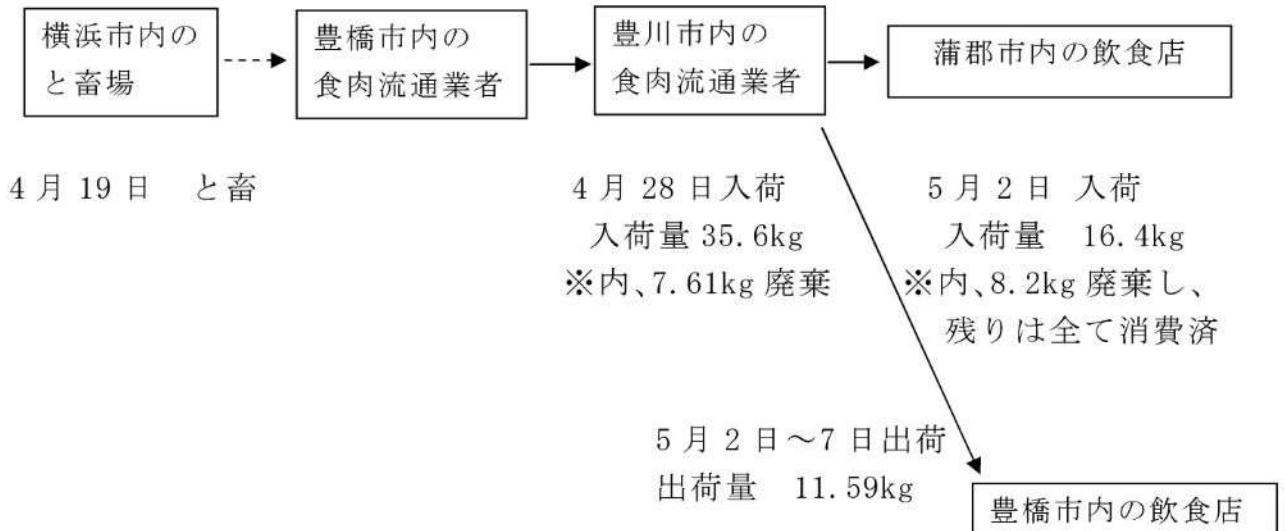 横浜市内の
と畜場
豊橋市内の
食肉流通業者
豊川市内の
食肉流通業者
蒲郡市内の飲食店
4月19日　と畜
4月28日入荷
入荷量 35.6kg
※内、7.61kg 廃棄
5月2日 入荷
入荷量　16.4kg
※内、8.2kg 廃棄し、
残りは全て消費済
5月2日～7日出荷
出荷量　11.59kg
豊橋市内の飲食店